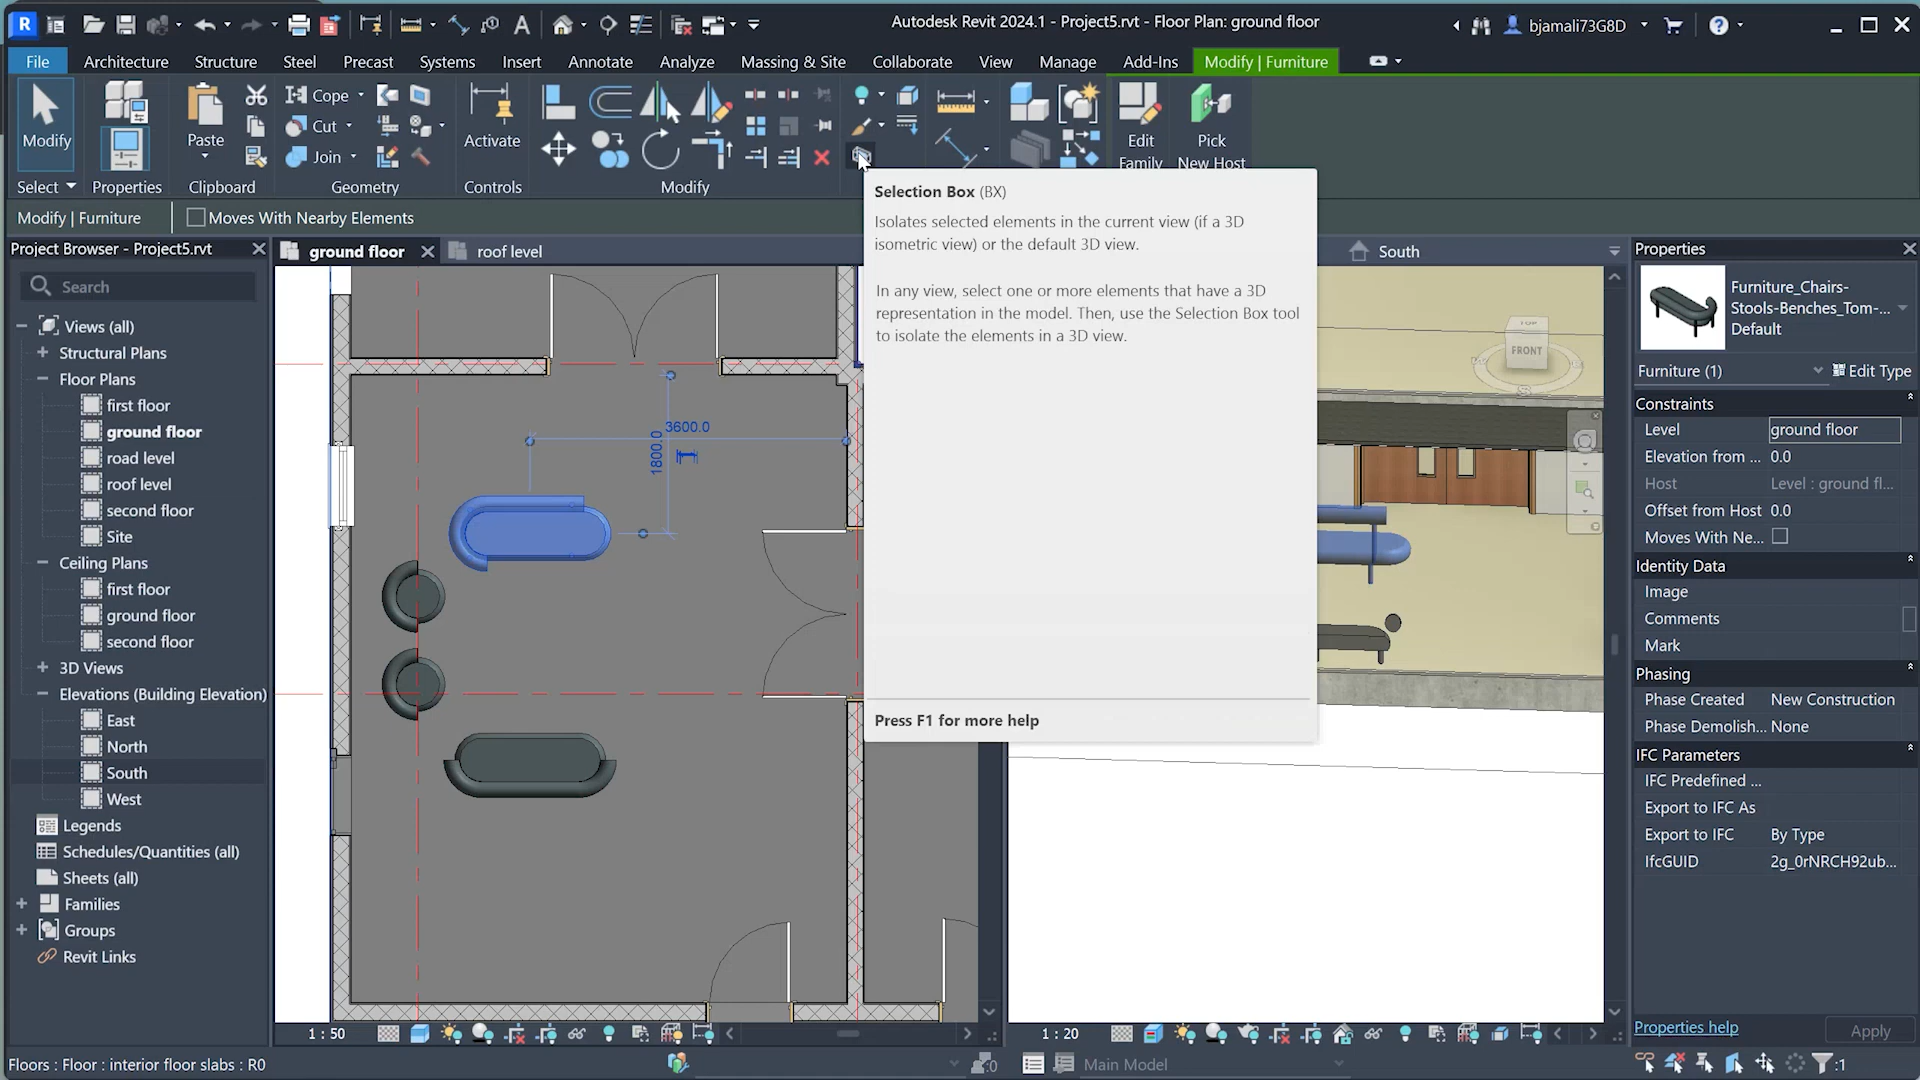 R
A
Autodesk Revit 2024.1 - Project5.rvt - Floor Plan: ground floor
bjamali73G8D
File
Architecture
Structure
Steel
Precast
Systems
Insert
Annotate
Analyze
Massing & Site
Collaborate
View
Manage
Add-Ins
Modify | Furniture
Modify
Paste
Cope
Cut
Join
Activate
Edit
Family
Pick
New Host
Select
Properties
Clipboard
Geometry
Controls
Modify
Modify | Furniture
Moves With Nearby Elements
Project Browser - Project5.rvt
Search
Views (all)
Structural Plans
Floor Plans
first floor
ground floor
road level
roof level
second floor
Site
Ceiling Plans
first floor
ground floor
second floor
3D Views
Elevations (Building Elevation)
East
North
South
West
Legends
Schedules/Quantities (all)
Sheets (all)
Families
Groups
Revit Links
ground floor
roof level
3600.0
1800.0
1 : 50
Selection Box (BX)
Isolates selected elements in the current view (if a 3D
isometric view) or the default 3D view.
In any view, select one or more elements that have a 3D
representation in the model. Then, use the Selection Box tool
to isolate the elements in a 3D view.
Press F1 for more help
South
TOP
FRONT
1 : 20
Properties
Furniture_Chairs-
Stools-Benches_Tom-...
Default
Furniture (1)
Edit Type
Constraints
Level ground floor
Elevation from ... 0.0
Host Level : ground fl...
Offset from Host 0.0
Moves With Ne...
Identity Data
Image
Comments
Mark
Phasing
Phase Created New Construction
Phase Demolish... None
IFC Parameters
IFC Predefined ...
Export to IFC As
Export to IFC By Type
IfcGUID 2g_0rNRCH92ub...
Properties help
Apply
Floors : Floor : interior floor slabs : R0
:0
Main Model
:1